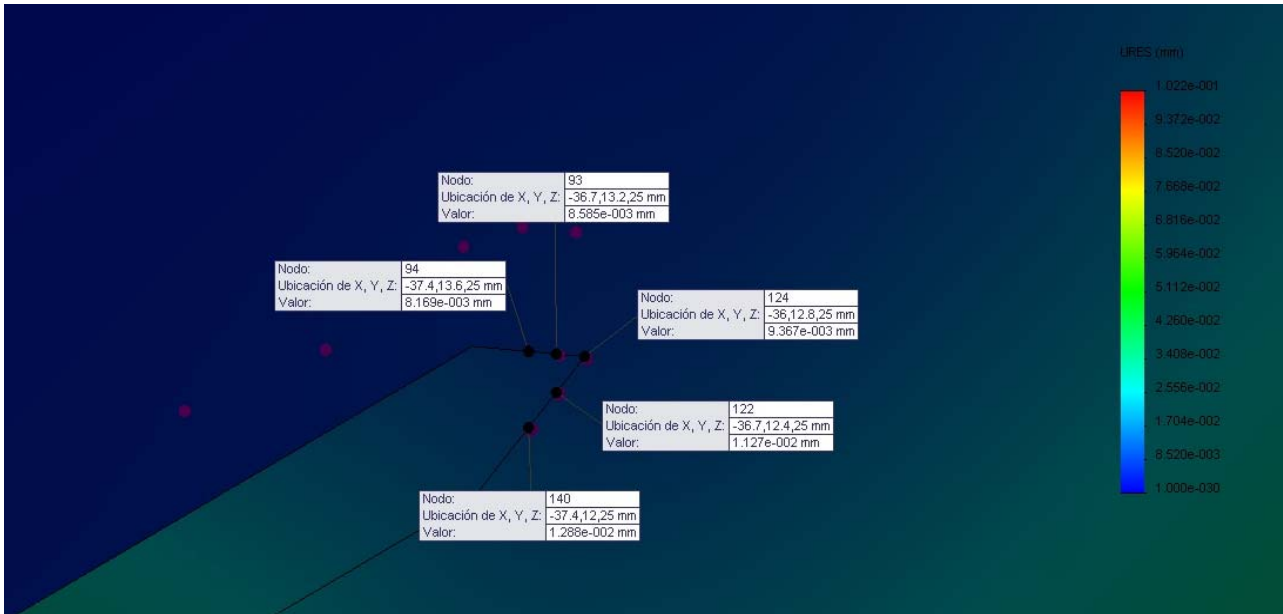 URES (mm)
1.022e-001
9.372e-002
8.520e-002
7.668e-002
6.816e-002
5.964e-002
5.112e-002
4.260e-002
3.408e-002
2.556e-002
1.704e-002
8.520e-003
1.000e-030
Nodo: 93
Ubicación de X, Y, Z: -36.7,13.2,25 mm
Valor: 8.585e-003 mm
Nodo: 94
Ubicación de X, Y, Z: -37.4,13.6,25 mm
Valor: 8.169e-003 mm
Nodo: 124
Ubicación de X, Y, Z: -36,12.8,25 mm
Valor: 9.367e-003 mm
Nodo: 122
Ubicación de X, Y, Z: -36.7,12.4,25 mm
Valor: 1.127e-002 mm
Nodo: 140
Ubicación de X, Y, Z: -37.4,12,25 mm
Valor: 1.288e-002 mm